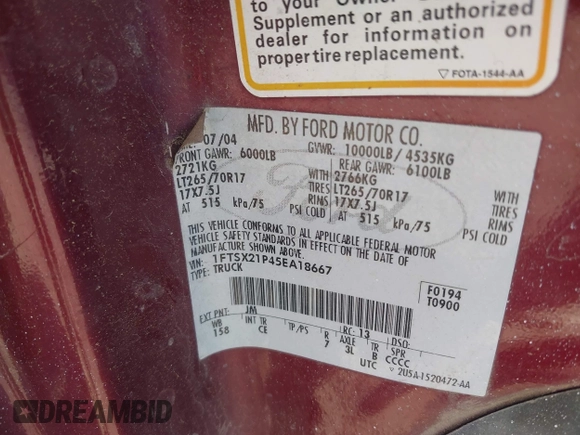 to your Owner
Supplement or an authorized
dealer for information on
proper tire replacement.
▽ FOTA-1544-AA
MFD. BY FORD MOTOR CO.
07/04 GVWR: 10000LB/ 4535KG
FRONT GAWR: 6000LB REAR GAWR: 6100LB
2721KG WITH 2766KG WITH
LT265/70R17 TIRES LT265/70R17 TIRES
17X7.5J RIMS 17X7.5J RIMS
AT 515 kPa/75 PSI COLD AT 515 kPa/75 PSI COLD
Ford
THIS VEHICLE CONFORMS TO ALL APPLICABLE FEDERAL MOTOR
VEHICLE SAFETY STANDARDS IN EFFECT ON THE DATE OF
MANUFACTURE SHOWN ABOVE.
VIN: 1FTSX21P45EA18667
TYPE: TRUCK
F0194
T0900
EXT PNT: JM RC: 13 DSO:
WB INT TR TP/PS R AXLE TR SPR
158 CE 7 3L B CCCC
UTC ▽ 2U5A-1520472-AA
DREAMBID